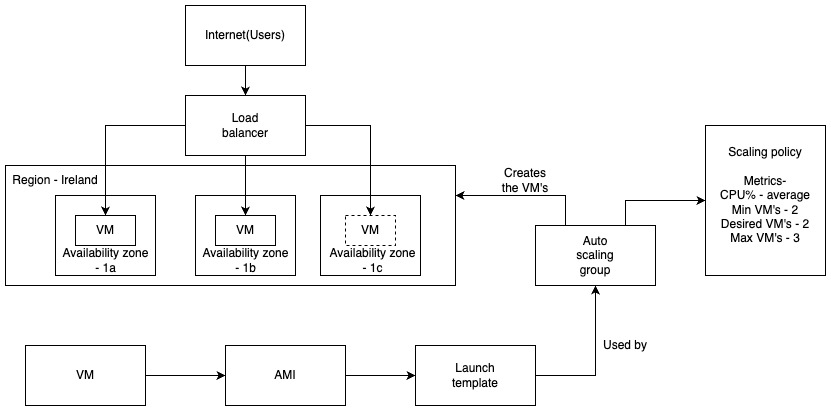 Internet(Users)
Load
balancer
Region - Ireland
VM
Availability zone
- 1a
VM
Availability zone
- 1b
VM
Availability zone
- 1c
Creates
the VM's
Auto
scaling
group
Scaling policy
Metrics-
CPU% - average
Min VM's - 2
Desired VM's - 2
Max VM's - 3
Used by
VM
AMI
Launch
template